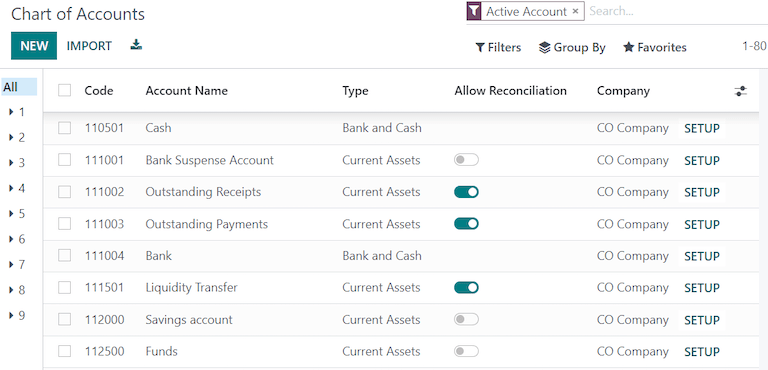 Chart of Accounts
Active Account × Search...
NEW IMPORT Filters Group By Favorites 1-80
All
1
2
3
4
5
6
7
8
9
Code Account Name Type Allow Reconciliation Company
110501 Cash Bank and Cash CO Company SETUP
111001 Bank Suspense Account Current Assets CO Company SETUP
111002 Outstanding Receipts Current Assets CO Company SETUP
111003 Outstanding Payments Current Assets CO Company SETUP
111004 Bank Bank and Cash CO Company SETUP
111501 Liquidity Transfer Current Assets CO Company SETUP
112000 Savings account Current Assets CO Company SETUP
112500 Funds Current Assets CO Company SETUP